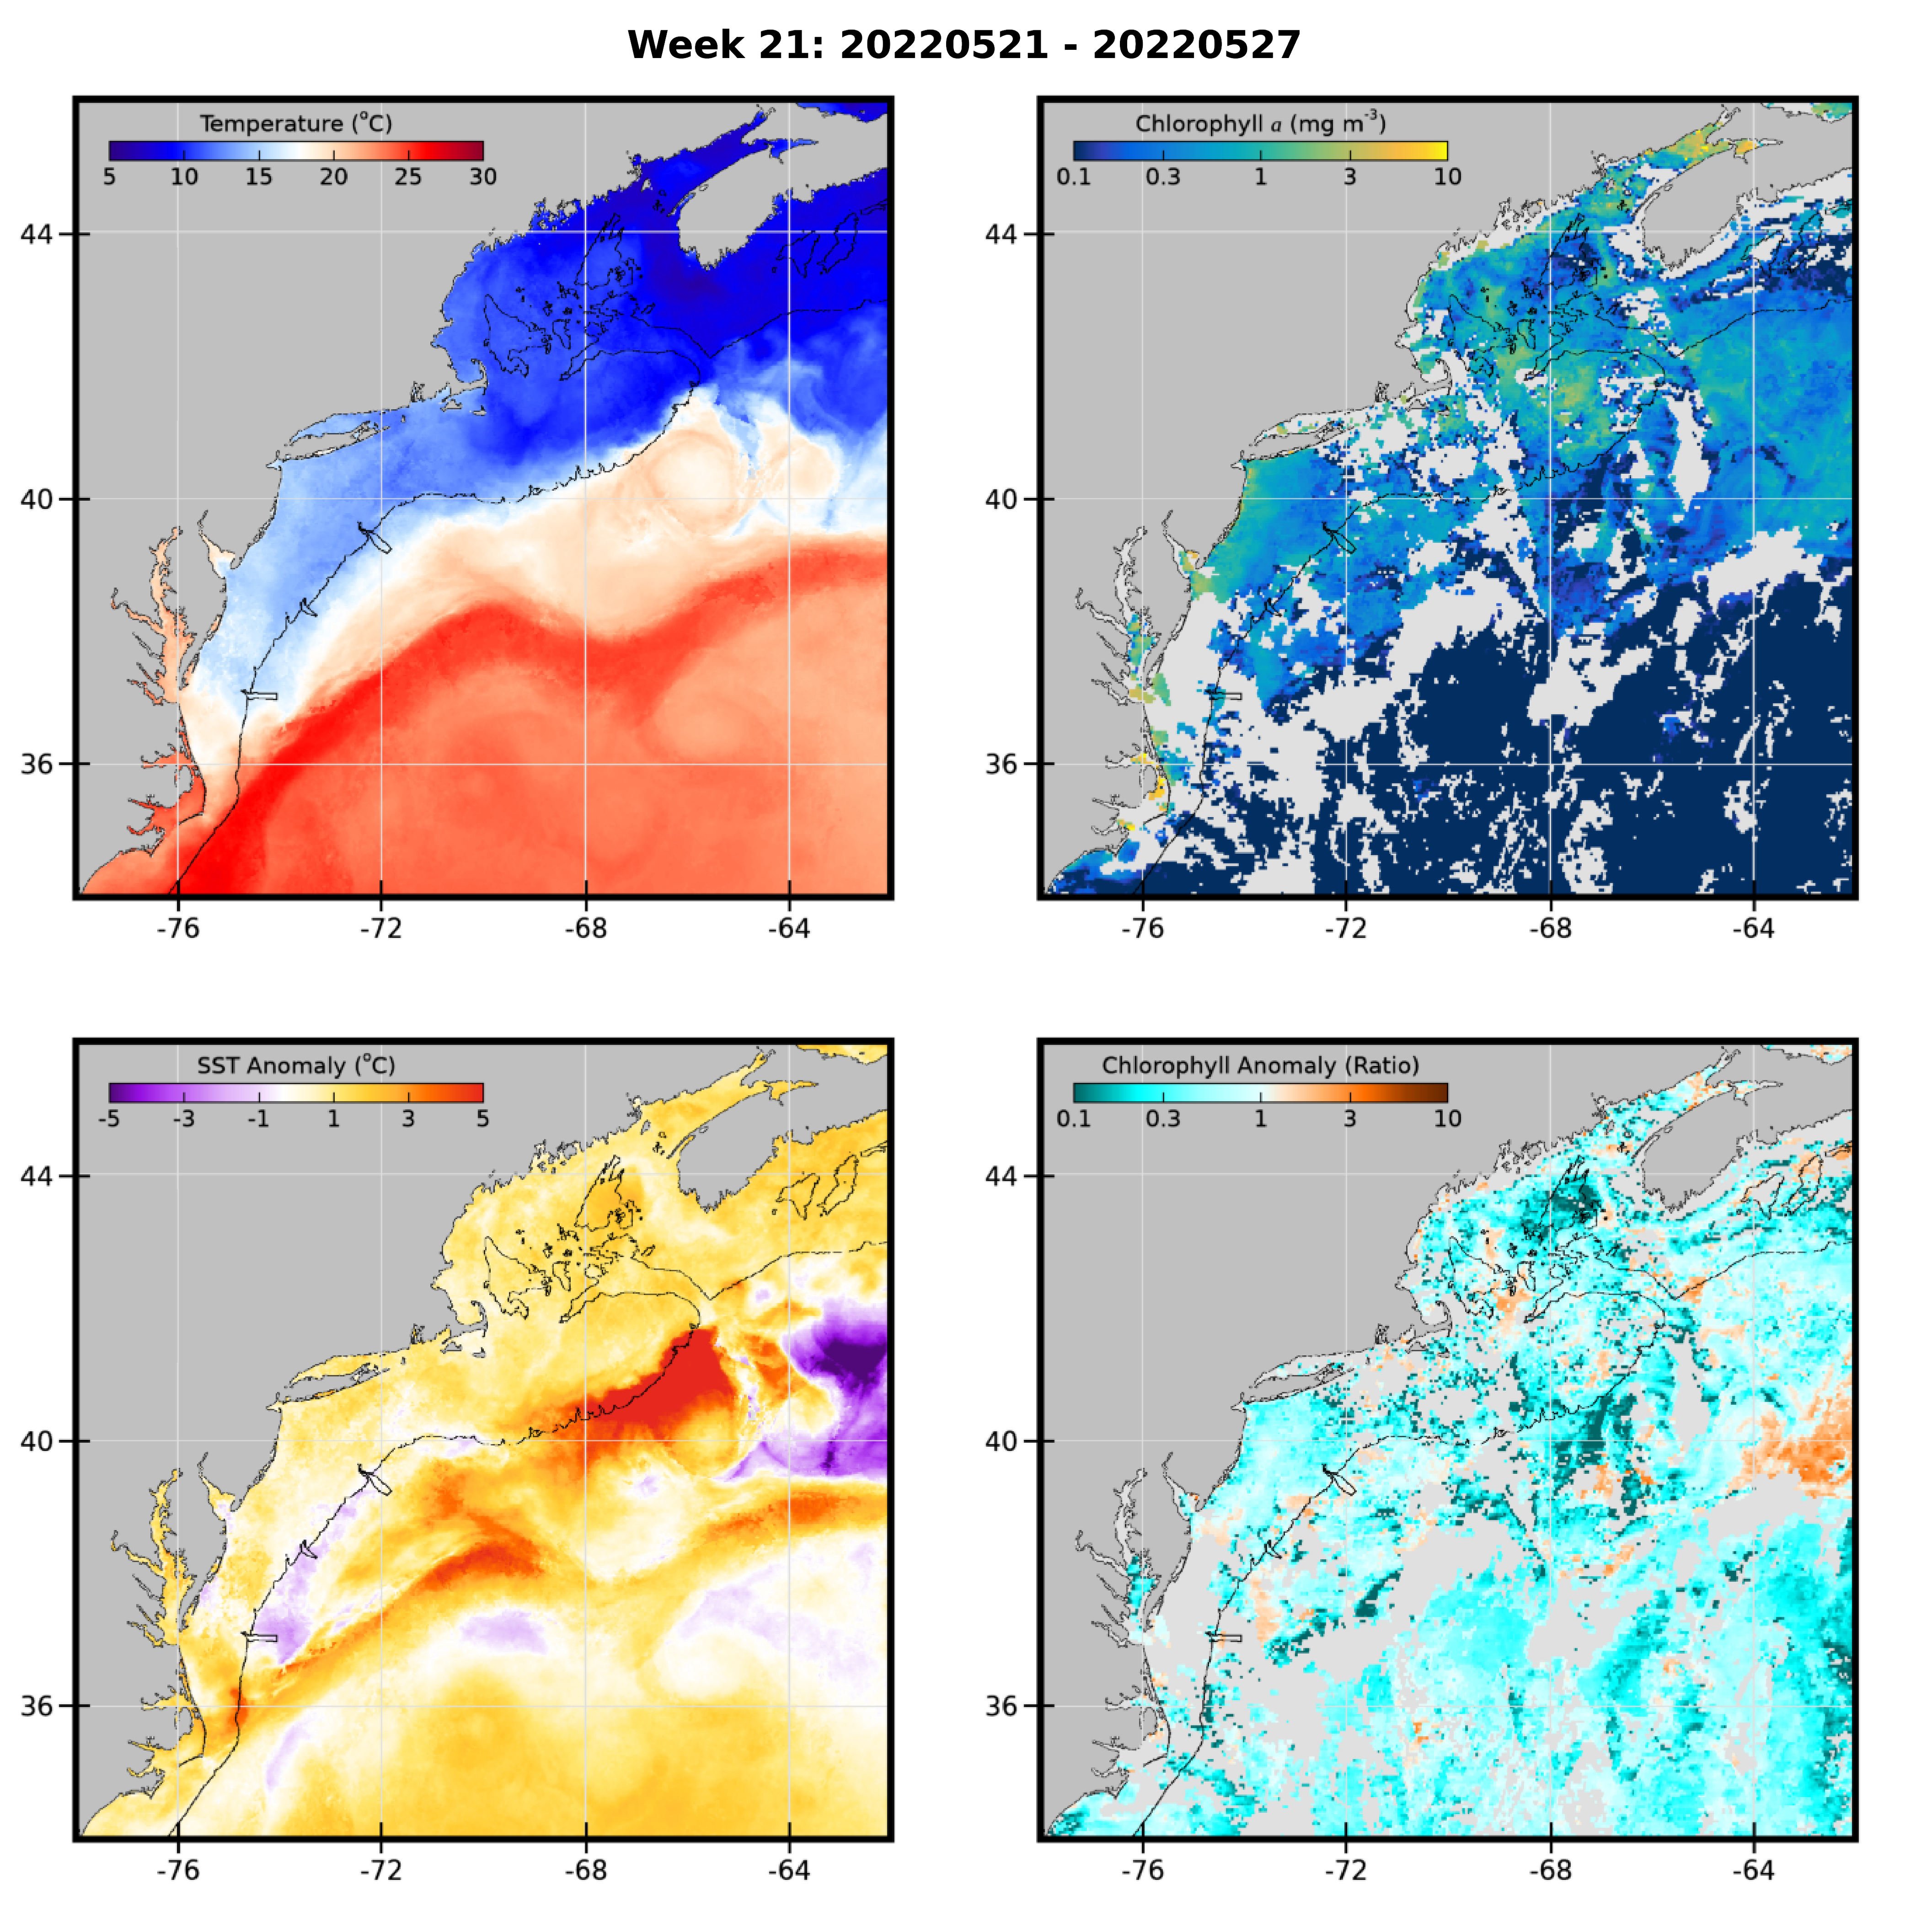 Week 21: 20220521 - 20220527
Temperature (°C)
5 10 15 20 25 30
44
40
36
-76 -72 -68 -64
Chlorophyll a (mg m-3)
0.1 0.3 1 3 10
44
40
36
-76 -72 -68 -64
SST Anomaly (°C)
-5 -3 -1 1 3 5
44
40
36
-76 -72 -68 -64
Chlorophyll Anomaly (Ratio)
0.1 0.3 1 3 10
44
40
36
-76 -72 -68 -64